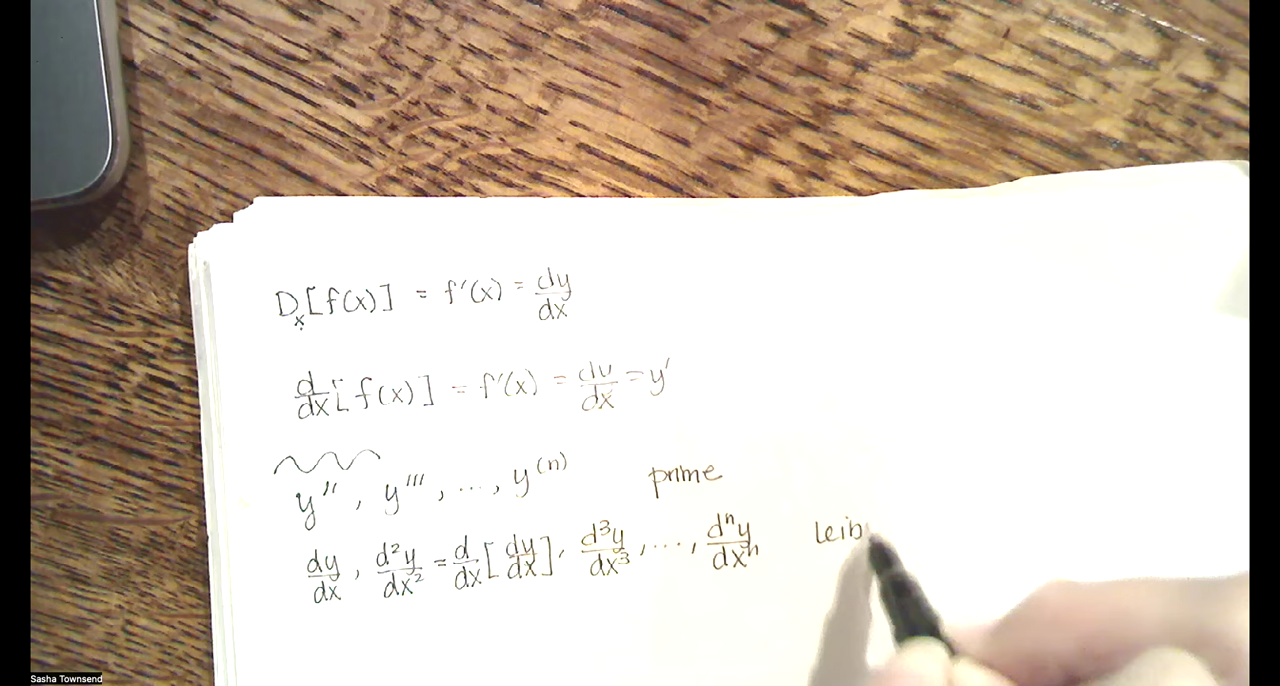 Dₓ[f(x)] = f'(x) = dy/dx
d/dx[f(x)] = f'(x) = dy/dx = y'
y'', y''', ..., y⁽ⁿ⁾ prime
dy/dx, d²y/dx² = d/dx[dy/dx], d³y/dx³, ..., dⁿy/dxⁿ leib
Sasha Townsend